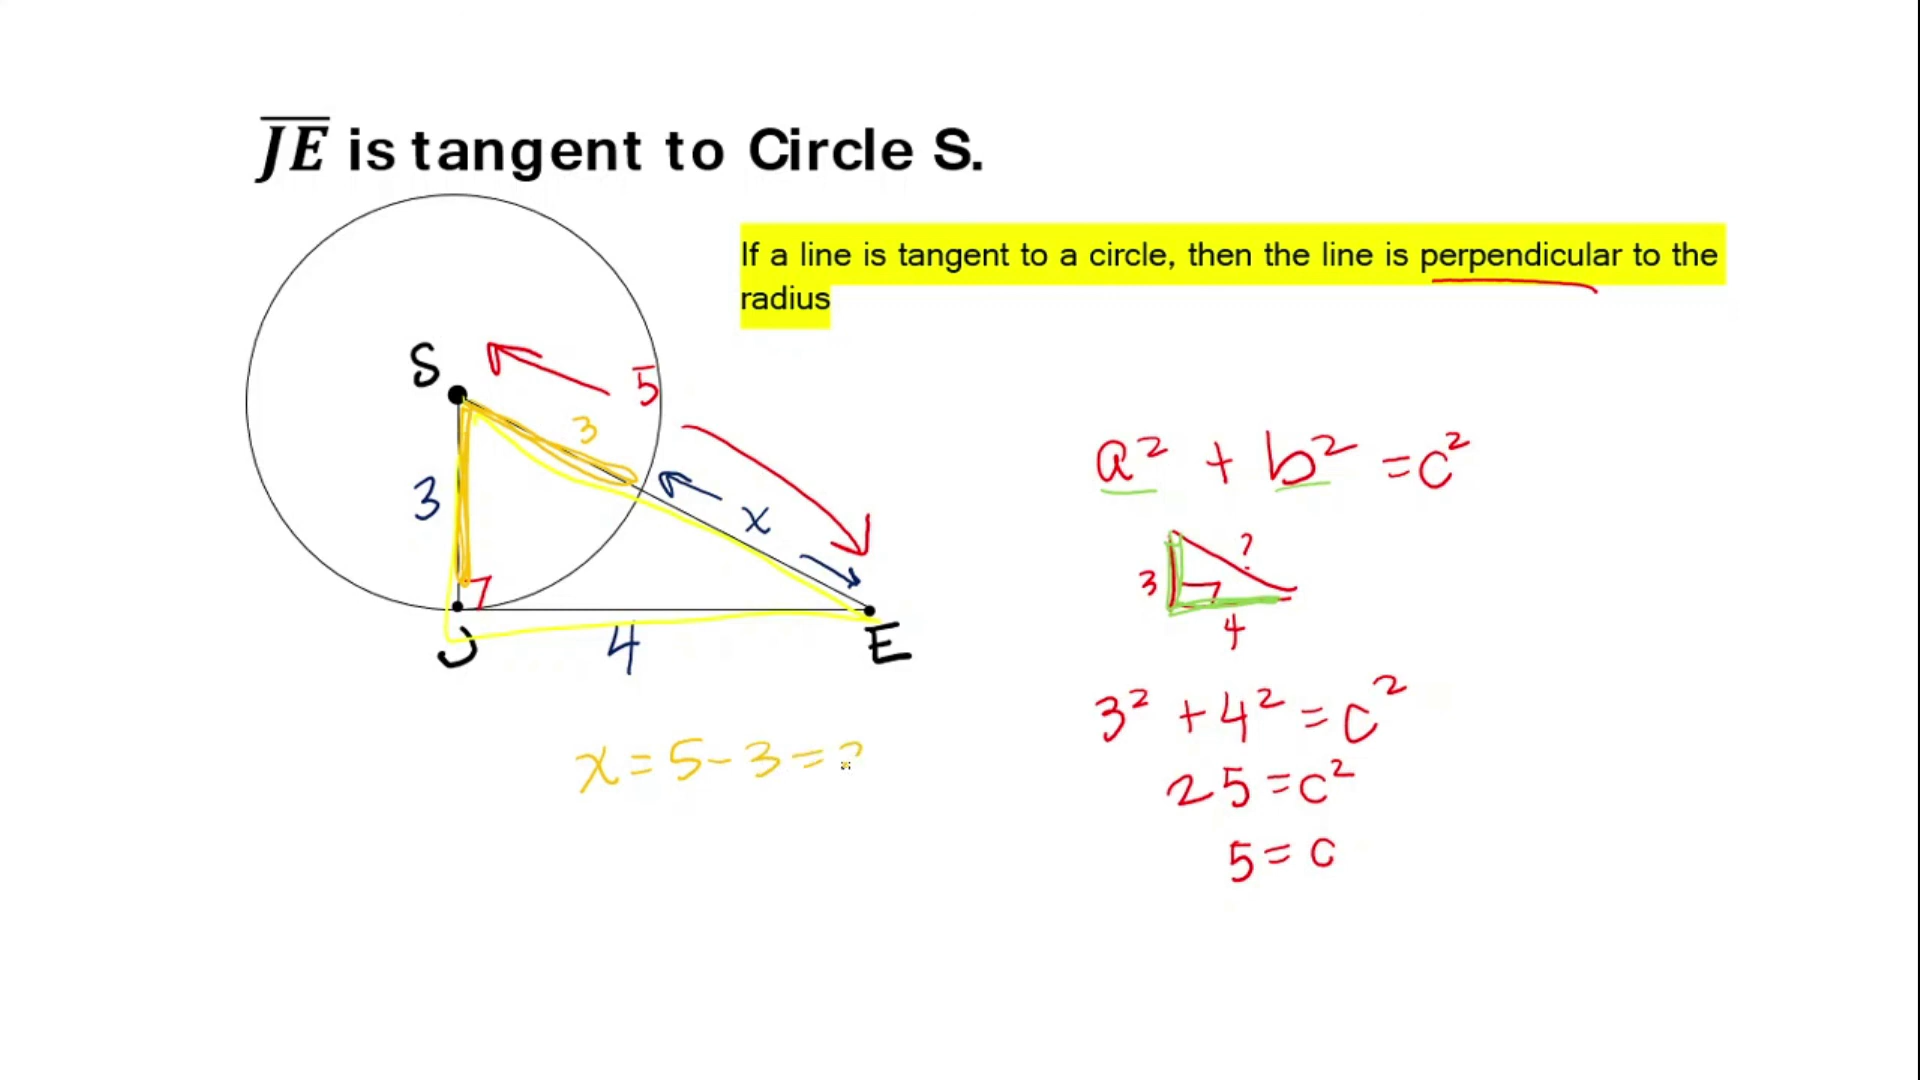 JE is tangent to Circle S.
If a line is tangent to a circle, then the line is perpendicular to the
radius
S
5
3
3
x
J
4
E
x = 5 - 3 =
a² + b² = c²
?
3
4
3² + 4² = c²
25 = c²
5 = c